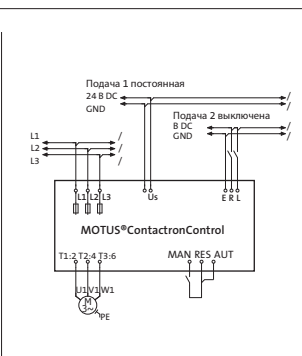 Подача 1 постоянная
24 В DC
GND
Подача 2 выключена
В DC
GND
L1
L2
L3
L1 L2 L3
Us
E R L
MOTUS®ContactronControl
T1:2 T2:4 T3:6
MAN RES AUT
U1 V1 W1
M
3~
PE